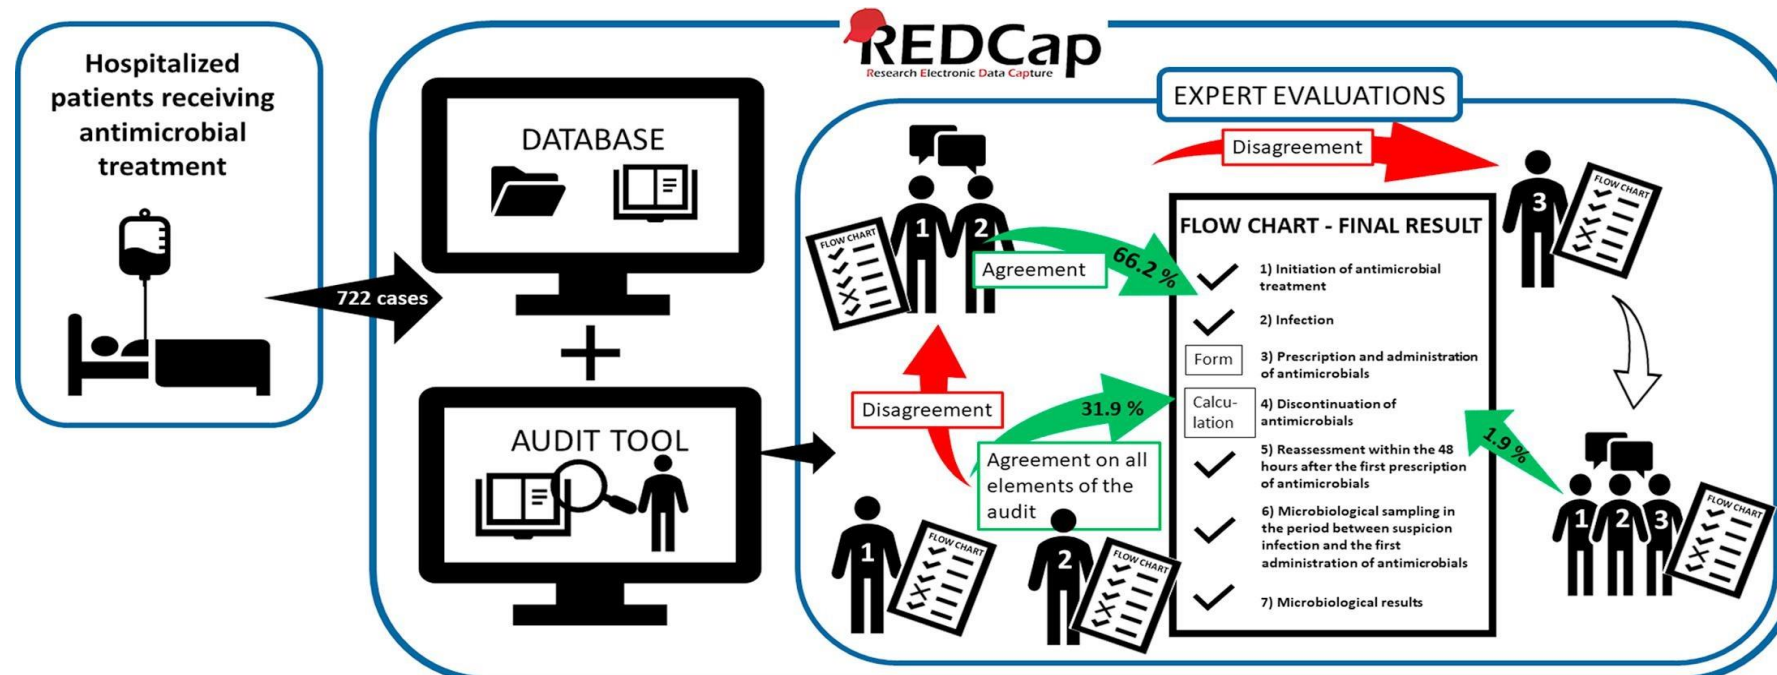 Hospitalized
patients receiving
antimicrobial
treatment
722 cases
REDCap
Research Electronic Data Capture
DATABASE
AUDIT TOOL
EXPERT EVALUATIONS
Disagreement
FLOW CHART
1
2
Agreement
66.2 %
Disagreement
31.9 %
Agreement on all
elements of the
audit
1
FLOW CHART
2
FLOW CHART
FLOW CHART - FINAL RESULT
1) Initiation of antimicrobial
treatment
2) Infection
Form
3) Prescription and administration
of antimicrobials
Calcu-
lation
4) Discontinuation of
antimicrobials
5) Reassessment within the 48
hours after the first prescription
of antimicrobials
6) Microbiological sampling in
the period between suspicion
infection and the first
administration of antimicrobials
7) Microbiological results
3
FLOW CHART
1.9 %
1
2
3
FLOW CHART